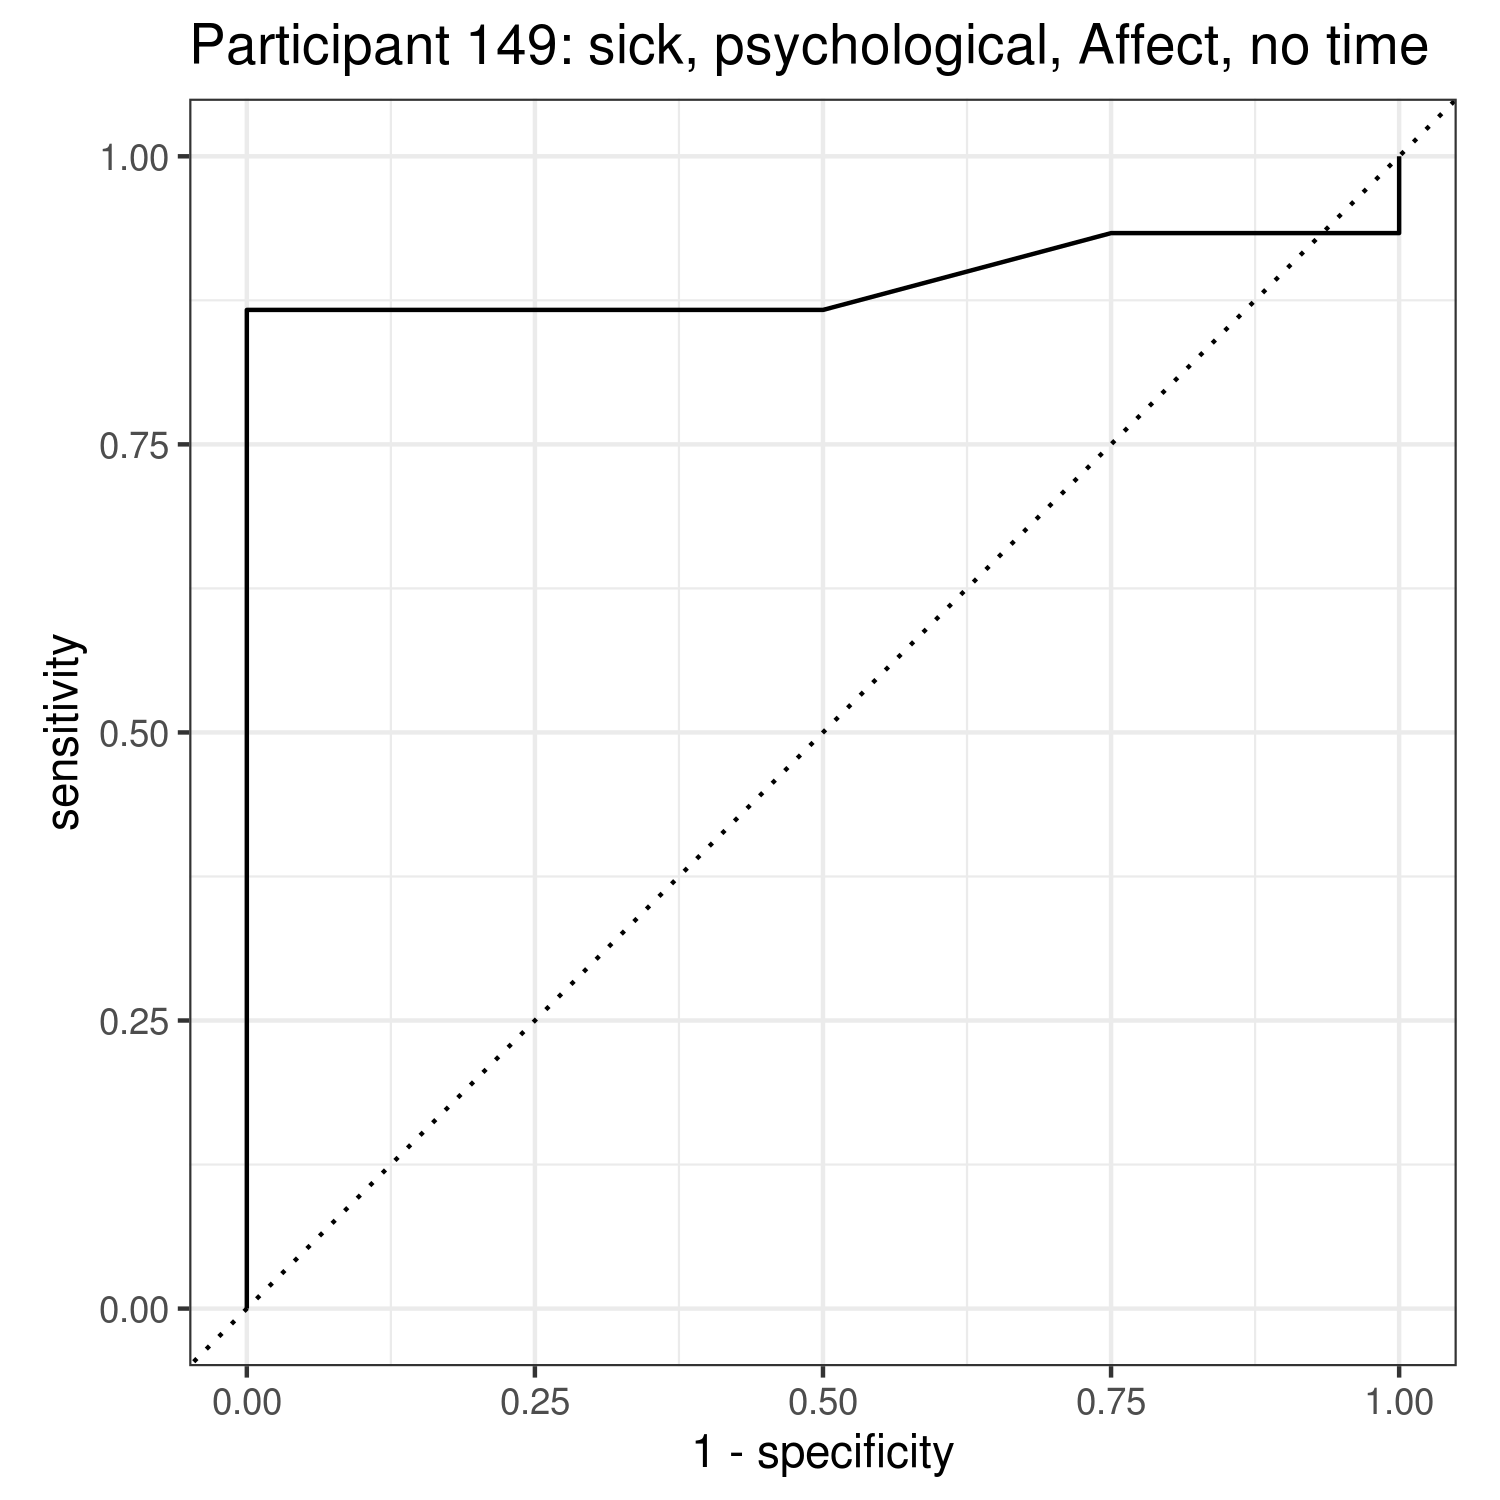 Participant 149: sick, psychological, Affect, no time
1.00
0.75
0.50
0.25
0.00
sensitivity
0.00 0.25 0.50 0.75 1.00
1 - specificity